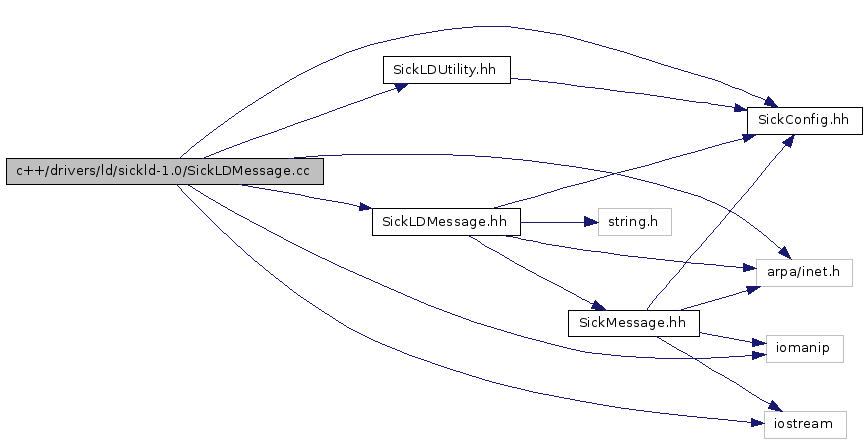 SickLDUtility.hh
SickConfig.hh
c++/drivers/ld/sickld-1.0/SickLDMessage.cc
SickLDMessage.hh
string.h
arpa/inet.h
SickMessage.hh
iomanip
iostream